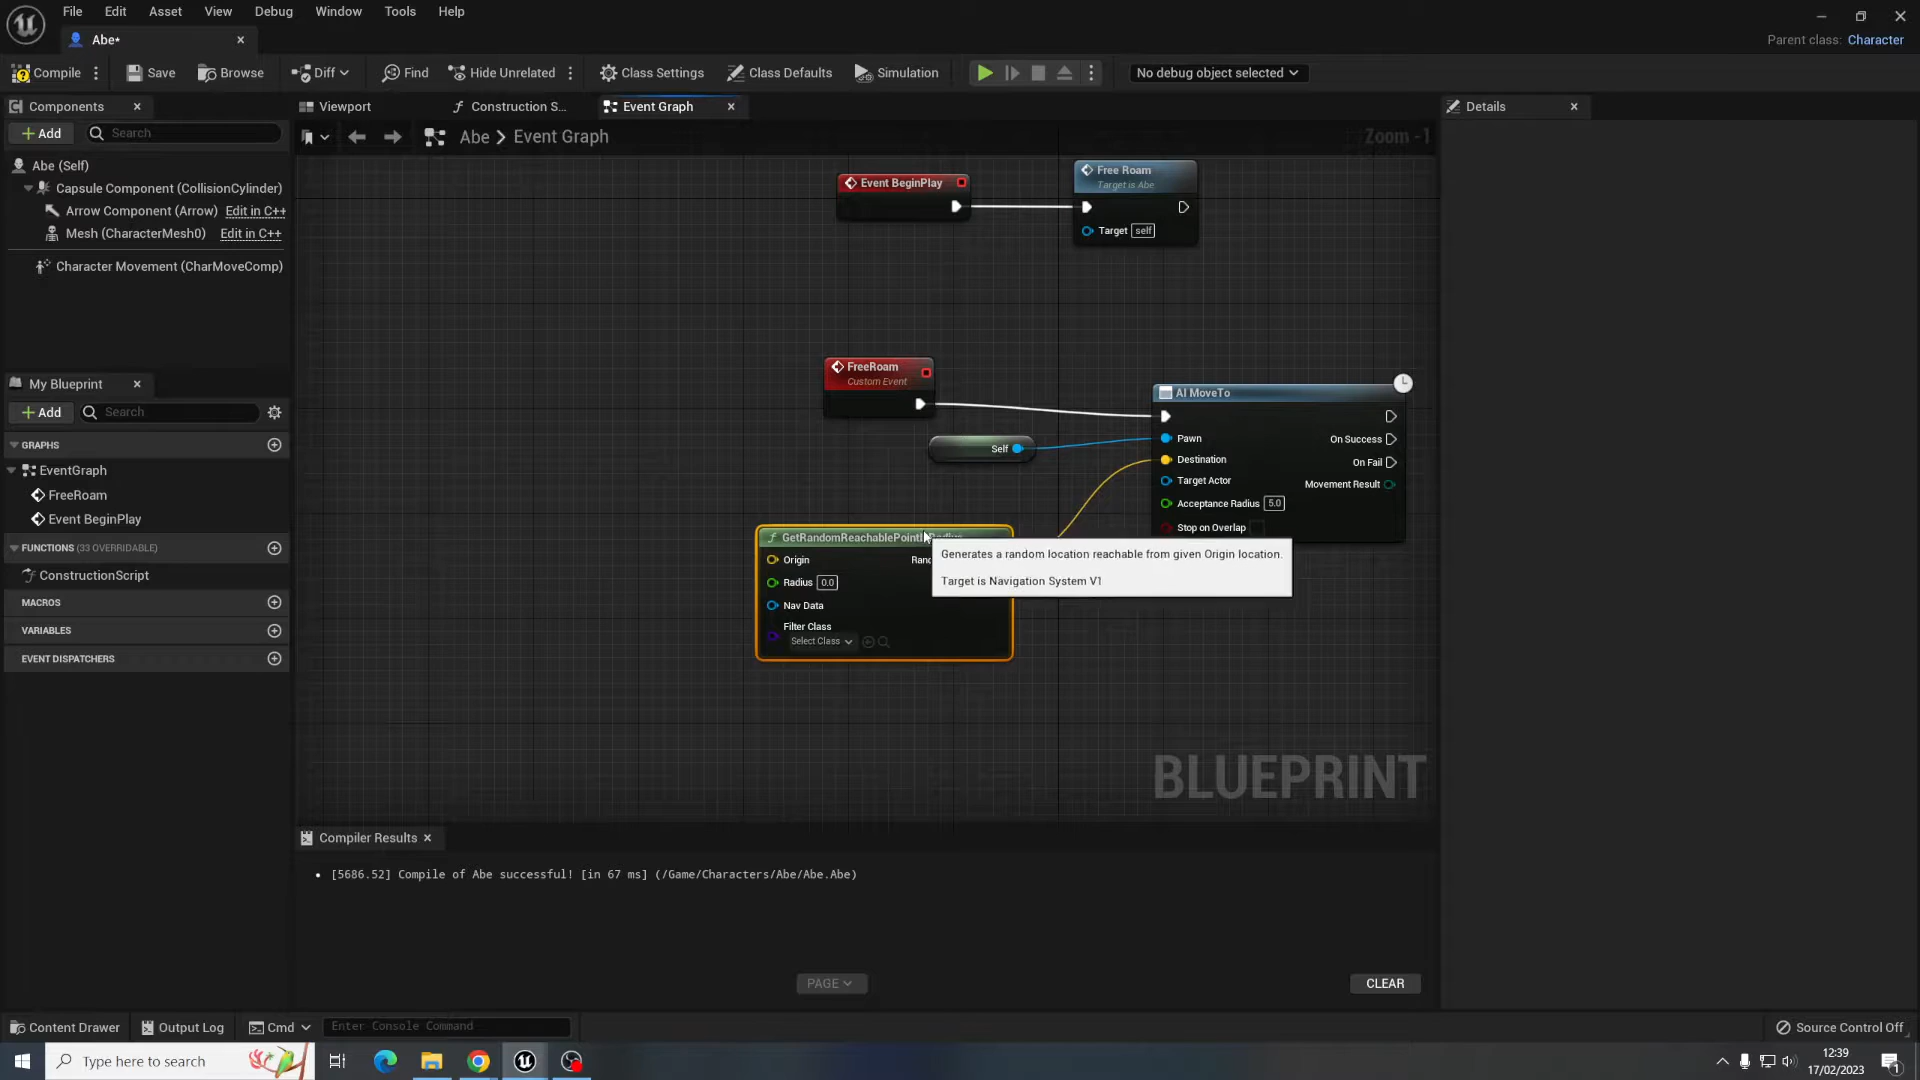 File Edit Asset View Debug Window Tools Help
Abe*
Parent class: Character
Compile Save Browse Diff Find Hide Unrelated Class Settings Class Defaults Simulation No debug object selected
Components
Add Search
Abe (Self)
Capsule Component (CollisionCylinder)
Arrow Component (Arrow) Edit in C++
Mesh (CharacterMesh0) Edit in C++
Character Movement (CharMoveComp)
My Blueprint
Add Search
GRAPHS
EventGraph
FreeRoam
Event BeginPlay
FUNCTIONS (33 OVERRIDABLE)
ConstructionScript
MACROS
VARIABLES
EVENT DISPATCHERS
Viewport Construction S... Event Graph
Abe > Event Graph
Zoom -1
Event BeginPlay
Free Roam
Target is Abe
Target self
FreeRoam
Custom Event
Self
AI MoveTo
Pawn On Success
Destination On Fail
Target Actor Movement Result
Acceptance Radius 5.0
Stop on Overlap
Origin
Radius 0.0
Nav Data
Filter Class
Select Class
Generates a random location reachable from given Origin location.
Target is Navigation System V1
BLUEPRINT
Compiler Results
[5686.52] Compile of Abe successful! [in 67 ms] (/Game/Characters/Abe/Abe.Abe)
PAGE CLEAR
Details
Content Drawer Output Log Cmd Enter Console Command Source Control Off
Type here to search
12:39
17/02/2023
1